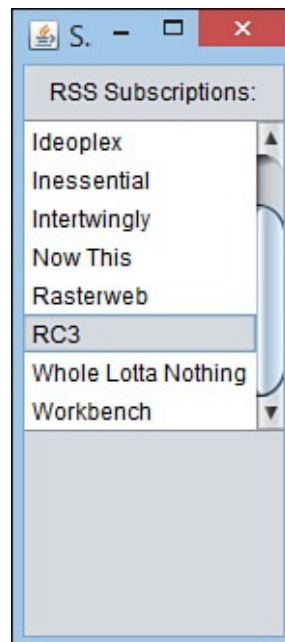 S.
RSS Subscriptions:
Ideoplex
Inessential
Intertwingly
Now This
Rasterweb
RC3
Whole Lotta Nothing
Workbench